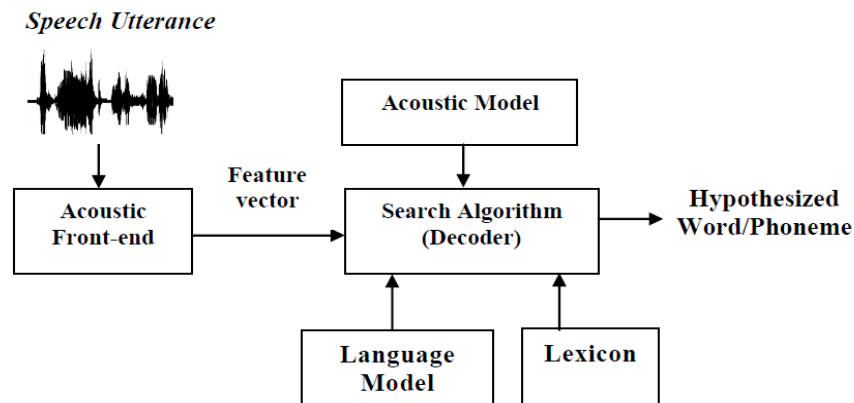 Speech Utterance
Acoustic Model
Feature
vector
Acoustic
Front-end
Search Algorithm
(Decoder)
Hypothesized
Word/Phoneme
Language
Model
Lexicon